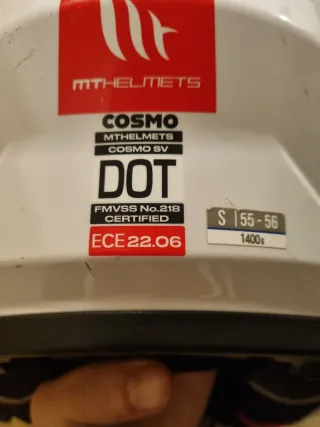 MTHELMETS
COSMO
MTHELMETS
COSMO SV
DOT
FMVSS No.218
CERTIFIED
ECE 22.06
S 55 - 56
1400g